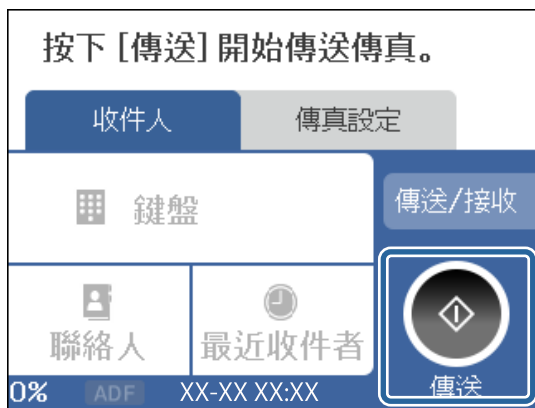 按下 [傳送] 開始傳送傳真。
收件人
傳真設定
鍵盤
傳送/接收
聯絡人
最近收件者
傳送
0%
ADF
XX-XX XX:XX